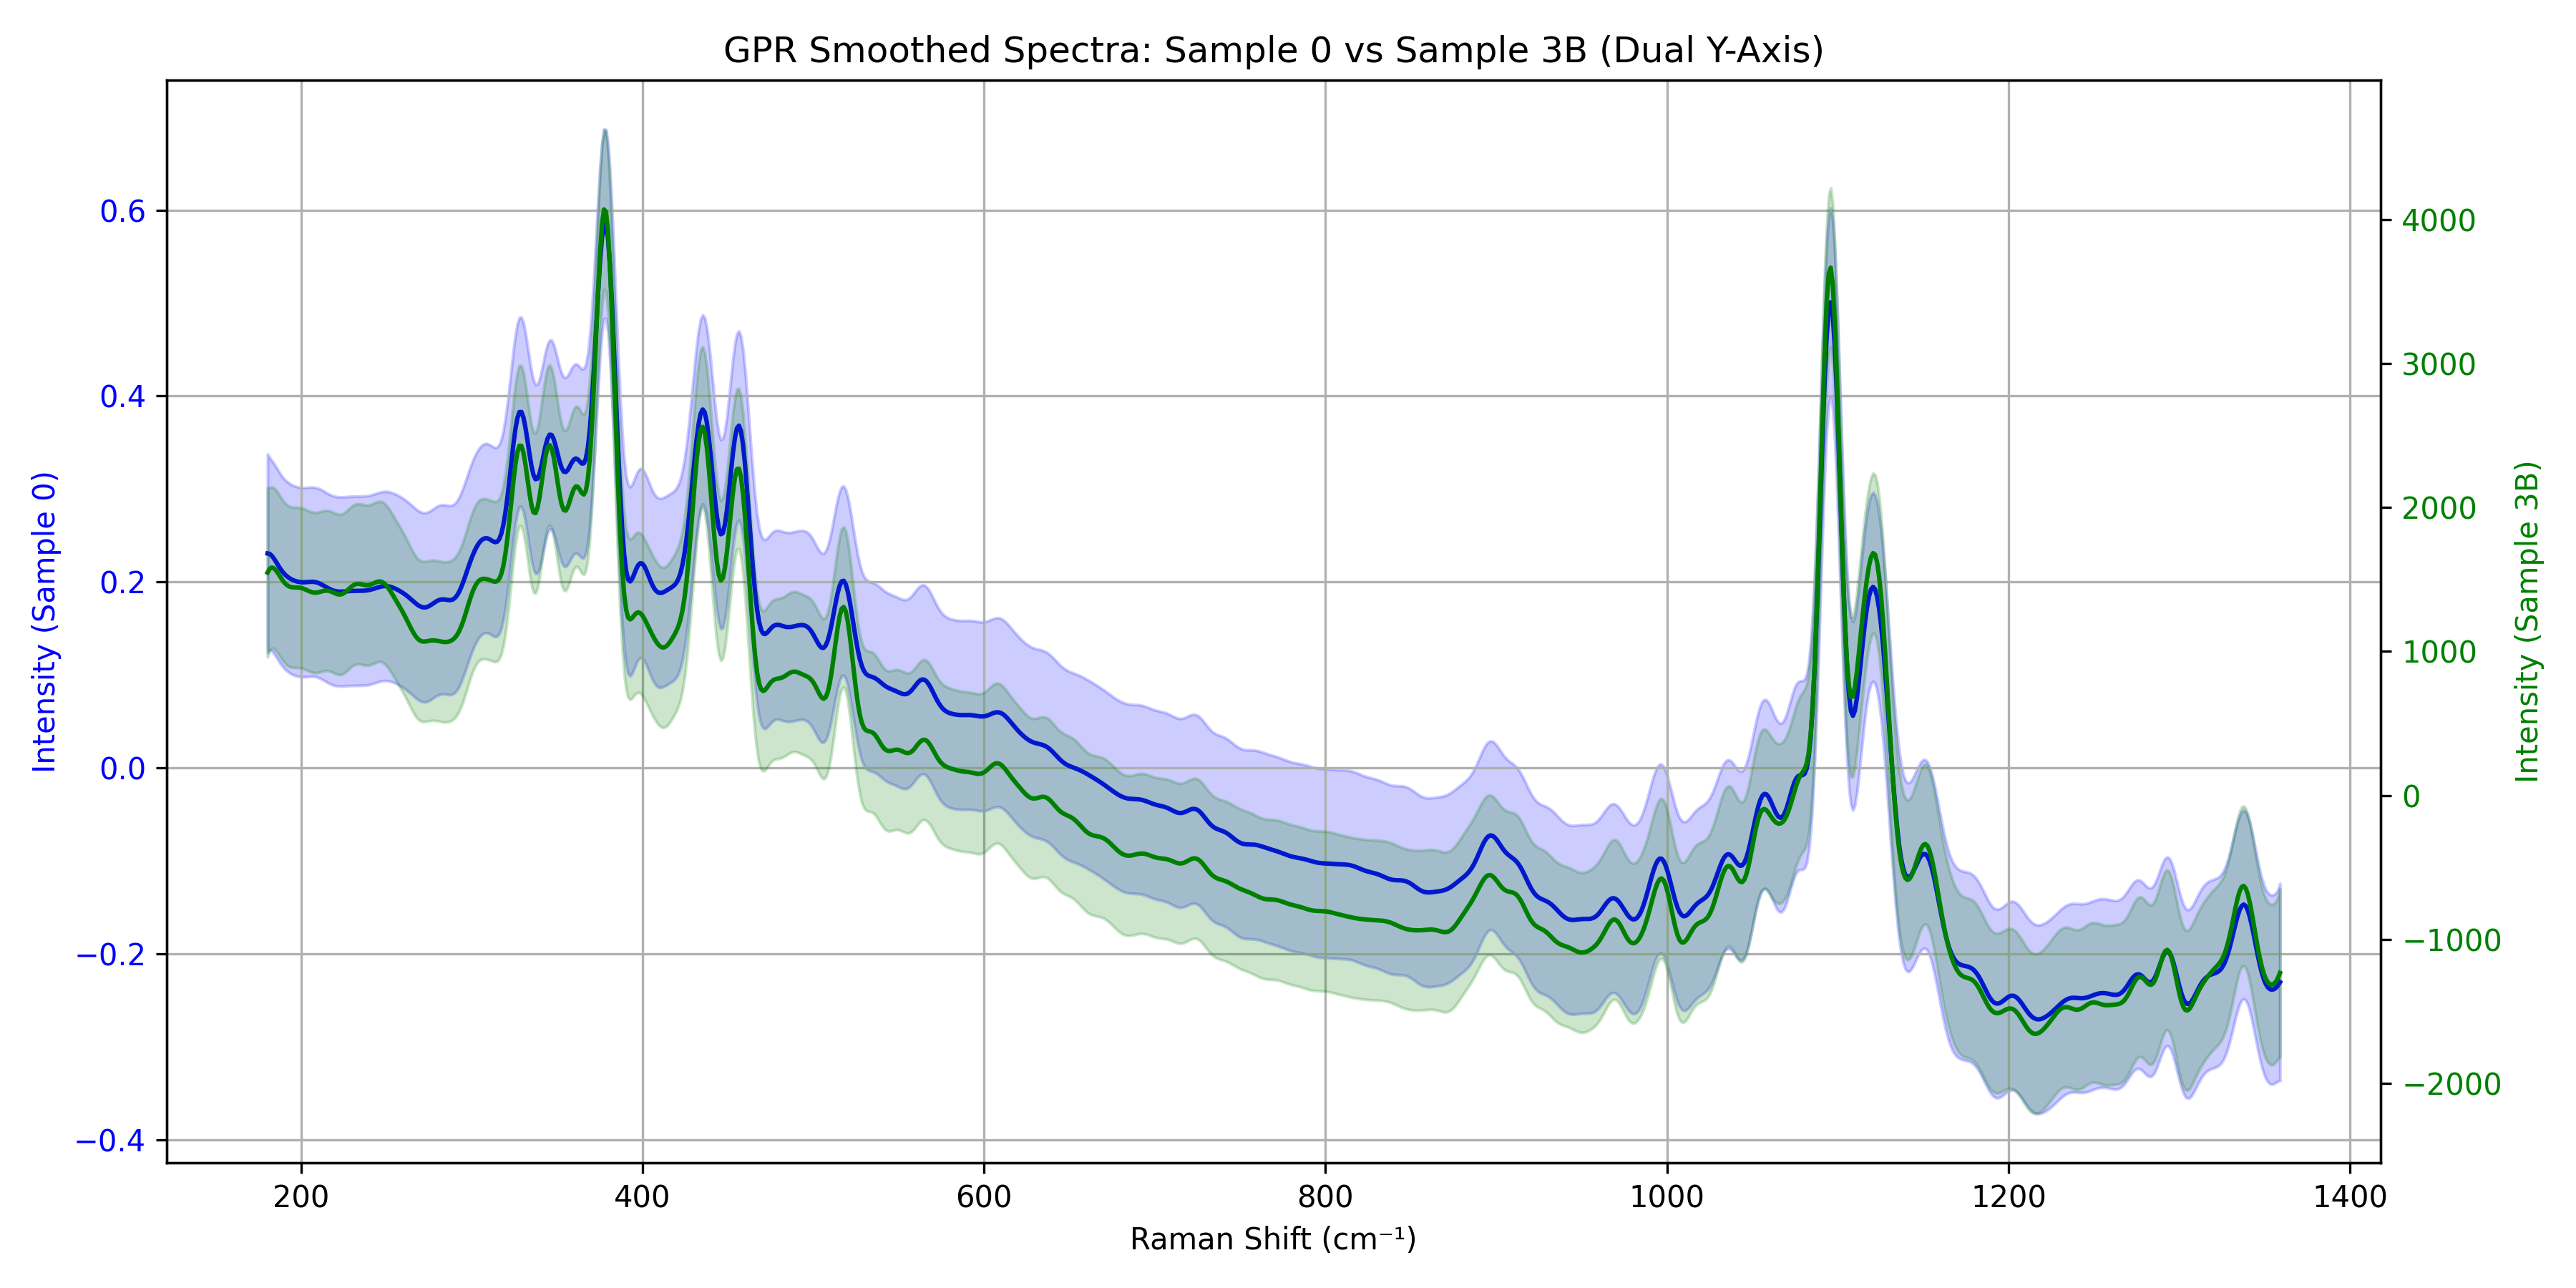 GPR Smoothed Spectra: Sample 0 vs Sample 3B (Dual Y-Axis)
Intensity (Sample 0)
0.6
0.4
0.2
0.0
−0.2
−0.4
4000
3000
2000
1000
0
−1000
−2000
Intensity (Sample 3B)
200 400 600 800 1000 1200 1400
Raman Shift (cm⁻¹)